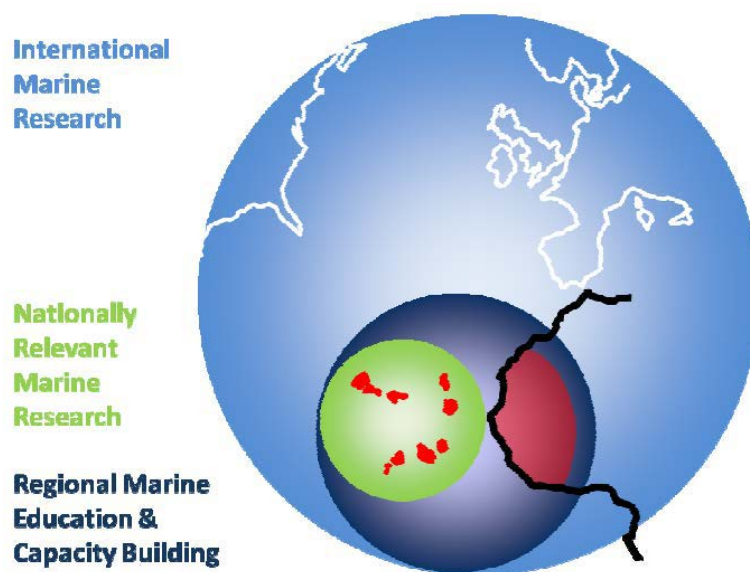 International
Marine
Research
Nationally
Relevant
Marine
Research
Regional Marine
Education &
Capacity Building